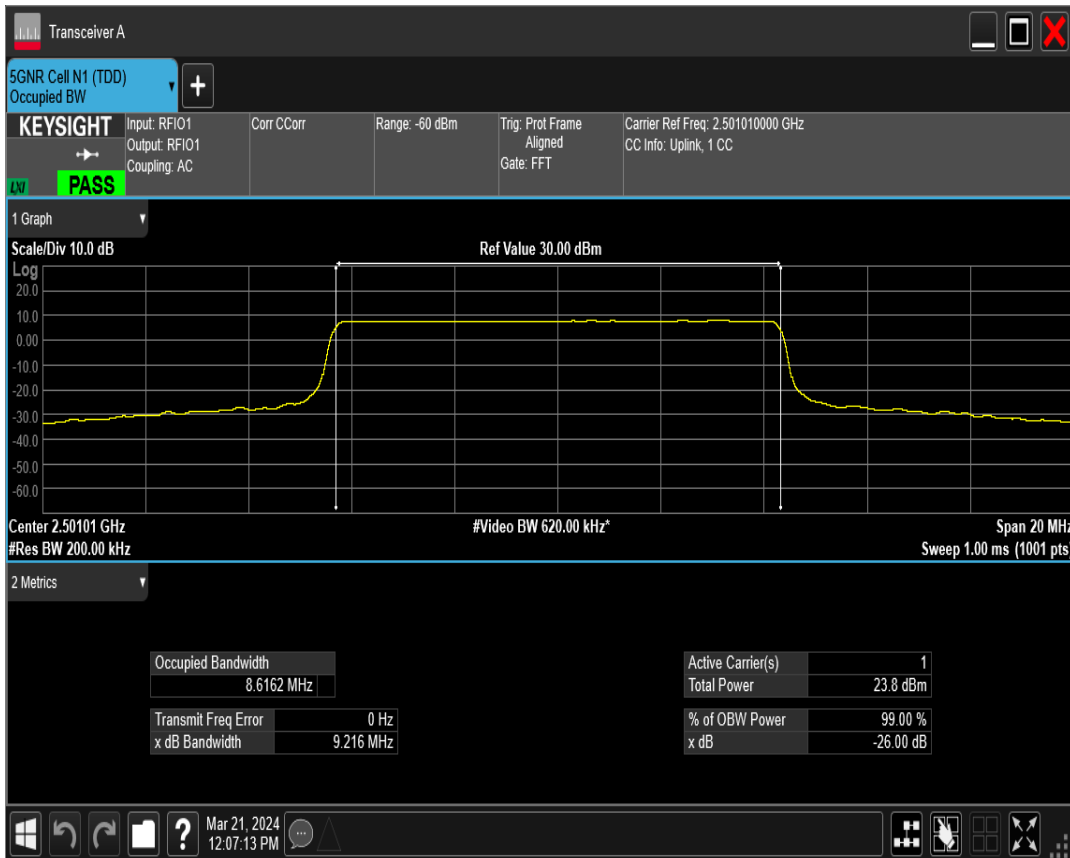 Transceiver A
5GNR Cell N1 (TDD)
Occupied BW
+
KEYSIGHT
LXI
PASS
Input: RFIO1
Output: RFIO1
Coupling: AC
Corr CCorr
Range: -60 dBm
Trig: Prot Frame
Aligned
Gate: FFT
Carrier Ref Freq: 2.501010000 GHz
CC Info: Uplink, 1 CC
1 Graph
Scale/Div 10.0 dB
Ref Value 30.00 dBm
Log
20.0
10.0
0.00
-10.0
-20.0
-30.0
-40.0
-50.0
-60.0
Center 2.50101 GHz
#Video BW 620.00 kHz*
Span 20 MHz
#Res BW 200.00 kHz
Sweep 1.00 ms (1001 pts)
2 Metrics
Occupied Bandwidth
8.6162 MHz
Transmit Freq Error 0 Hz
x dB Bandwidth 9.216 MHz
Active Carrier(s) 1
Total Power 23.8 dBm
% of OBW Power 99.00 %
x dB -26.00 dB
?
Mar 21, 2024
12:07:13 PM